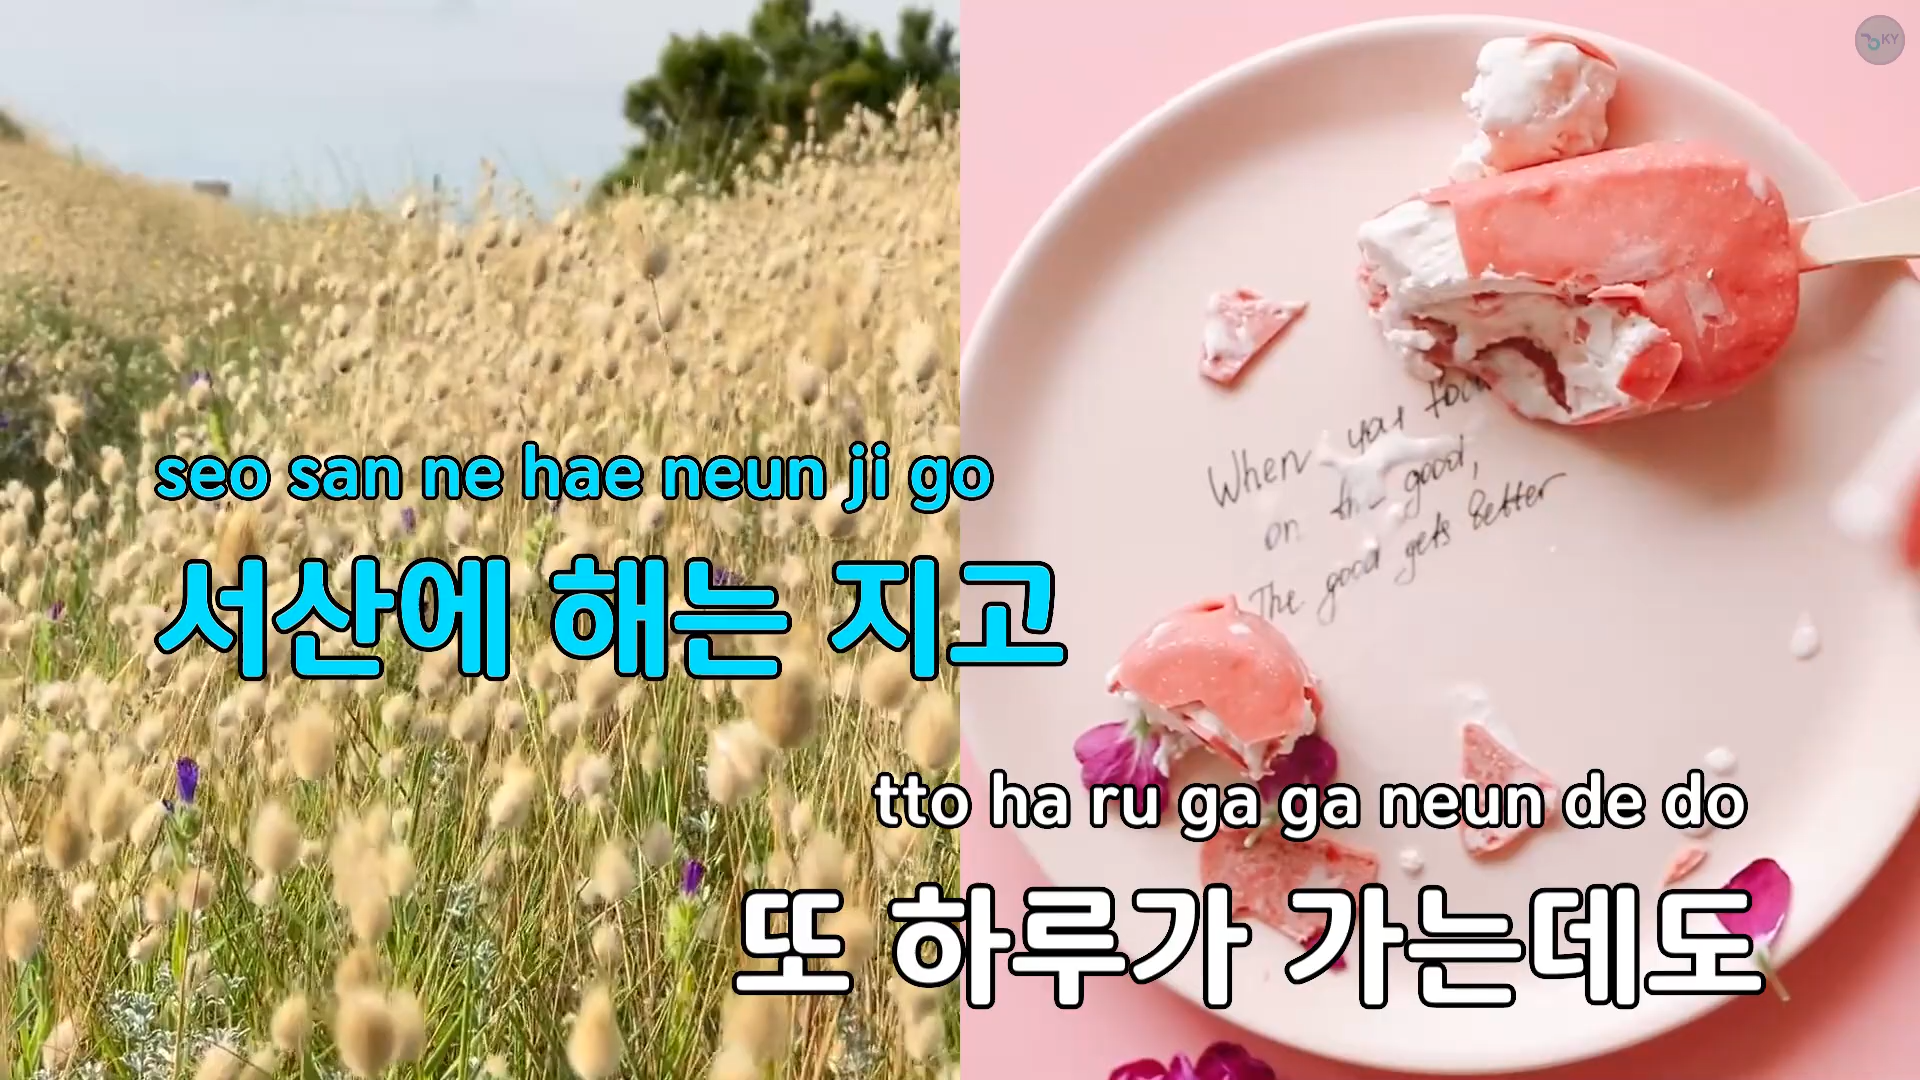 KY
seo san ne hae neun ji go
서산에 해는 지고
When you
on the good,
The good gets better
tto ha ru ga ga neun de do
또 하루가 가는데도